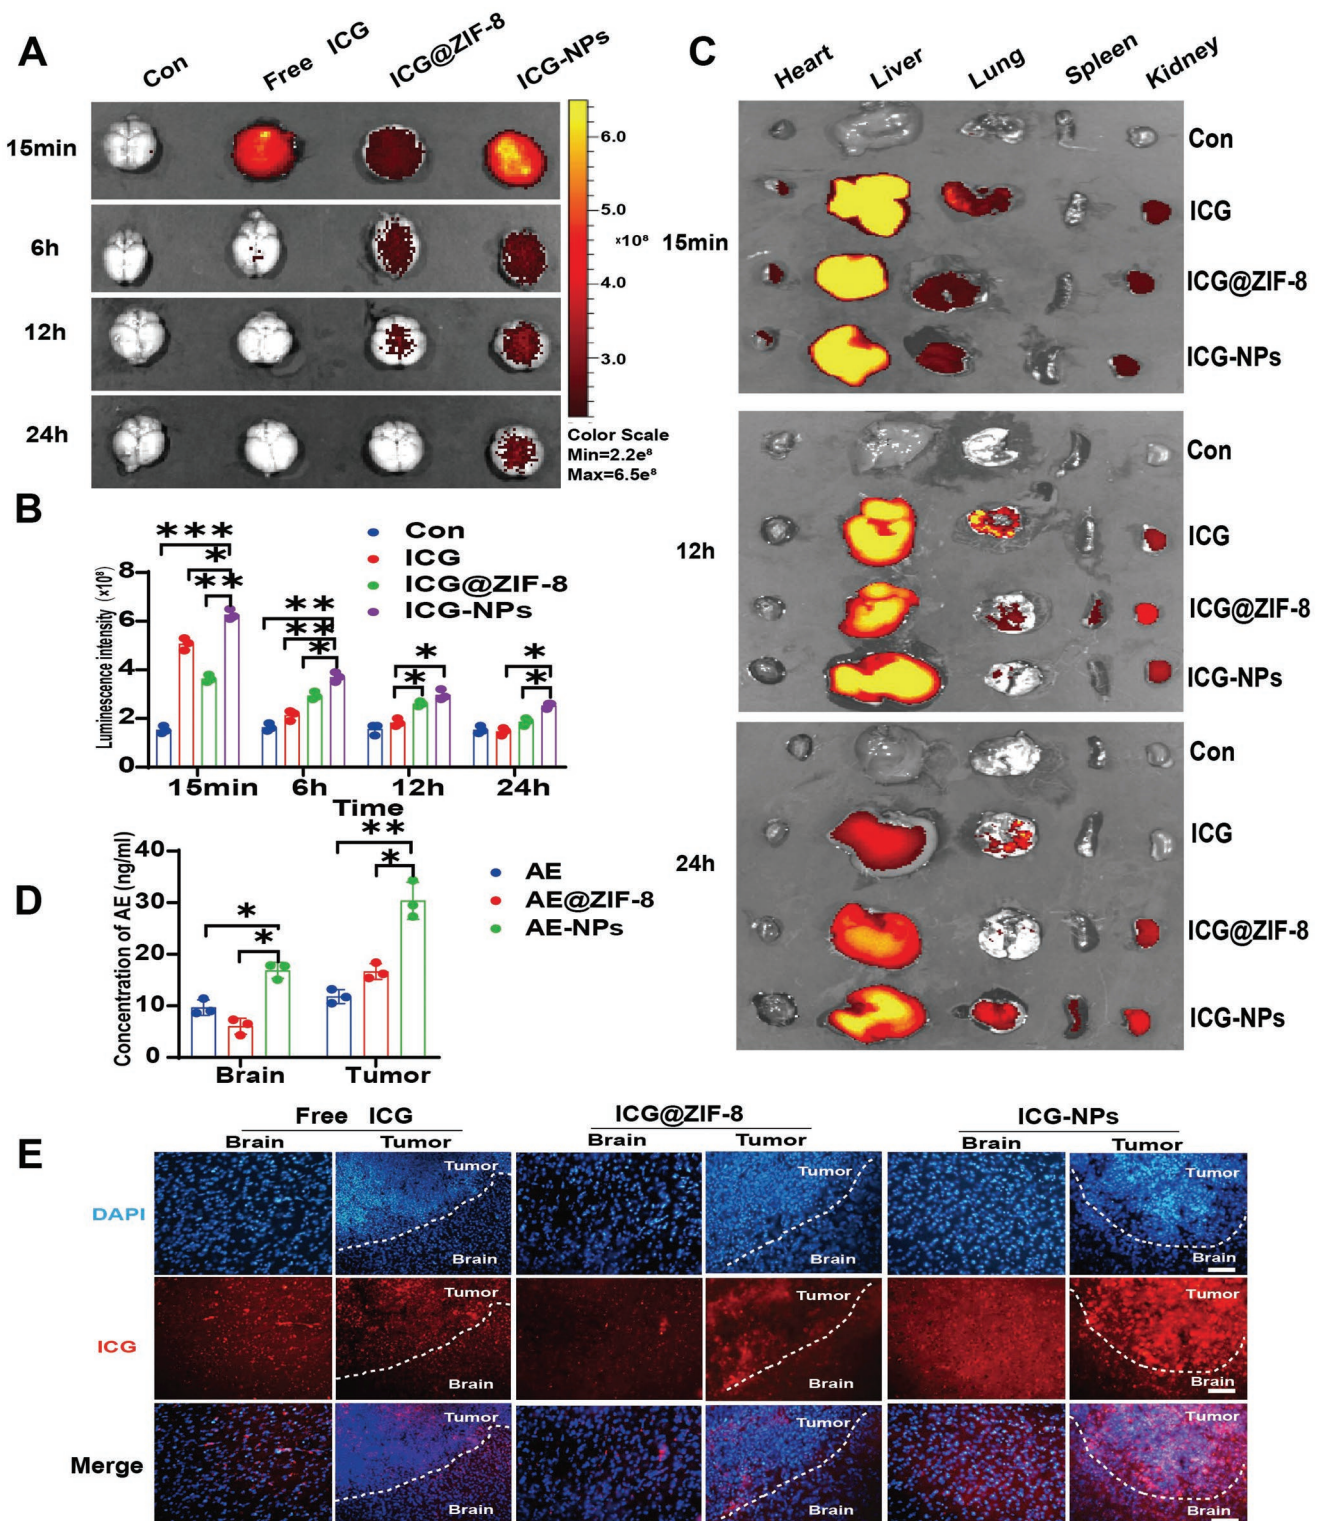 A
Con
Free ICG
ICG@ZIF-8
ICG-NPs
15min
6h
12h
24h
6.0
5.0
×10⁸
4.0
3.0
Color Scale
Min=2.2e⁸
Max=6.5e⁸
B
Luminescence intensity (×10⁸)
8
6
4
2
0
***
*
**
**
**
*
*
*
*
*
Con
ICG
ICG@ZIF-8
ICG-NPs
15min
6h
12h
24h
Time
C
Heart
Liver
Lung
Spleen
Kidney
15min
Con
ICG
ICG@ZIF-8
ICG-NPs
12h
Con
ICG
ICG@ZIF-8
ICG-NPs
24h
Con
ICG
ICG@ZIF-8
ICG-NPs
D
Concentration of AE (ng/ml)
40
30
20
10
0
*
*
**
*
AE
AE@ZIF-8
AE-NPs
Brain
Tumor
E
Free ICG
ICG@ZIF-8
ICG-NPs
Brain Tumor Brain Tumor Brain Tumor
DAPI
Tumor
Brain
Tumor
Brain
Tumor
Brain
ICG
Tumor
Brain
Tumor
Brain
Tumor
Brain
Merge
Tumor
Brain
Tumor
Brain
Tumor
Brain